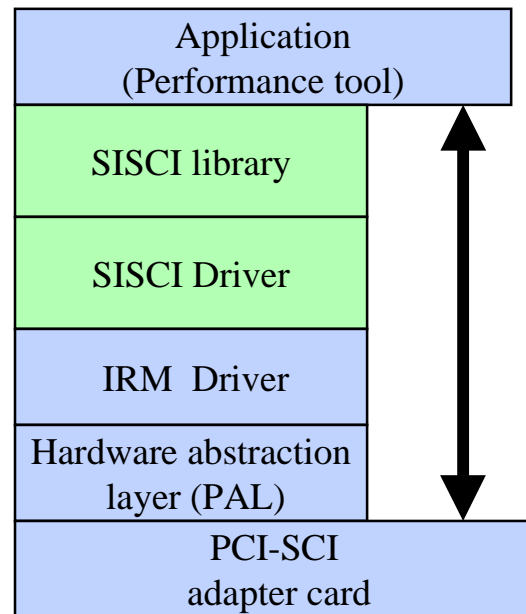 Application
(Performance tool)
SISCI library
SISCI Driver
IRM Driver
Hardware abstraction
layer (PAL)
PCI-SCI
adapter card